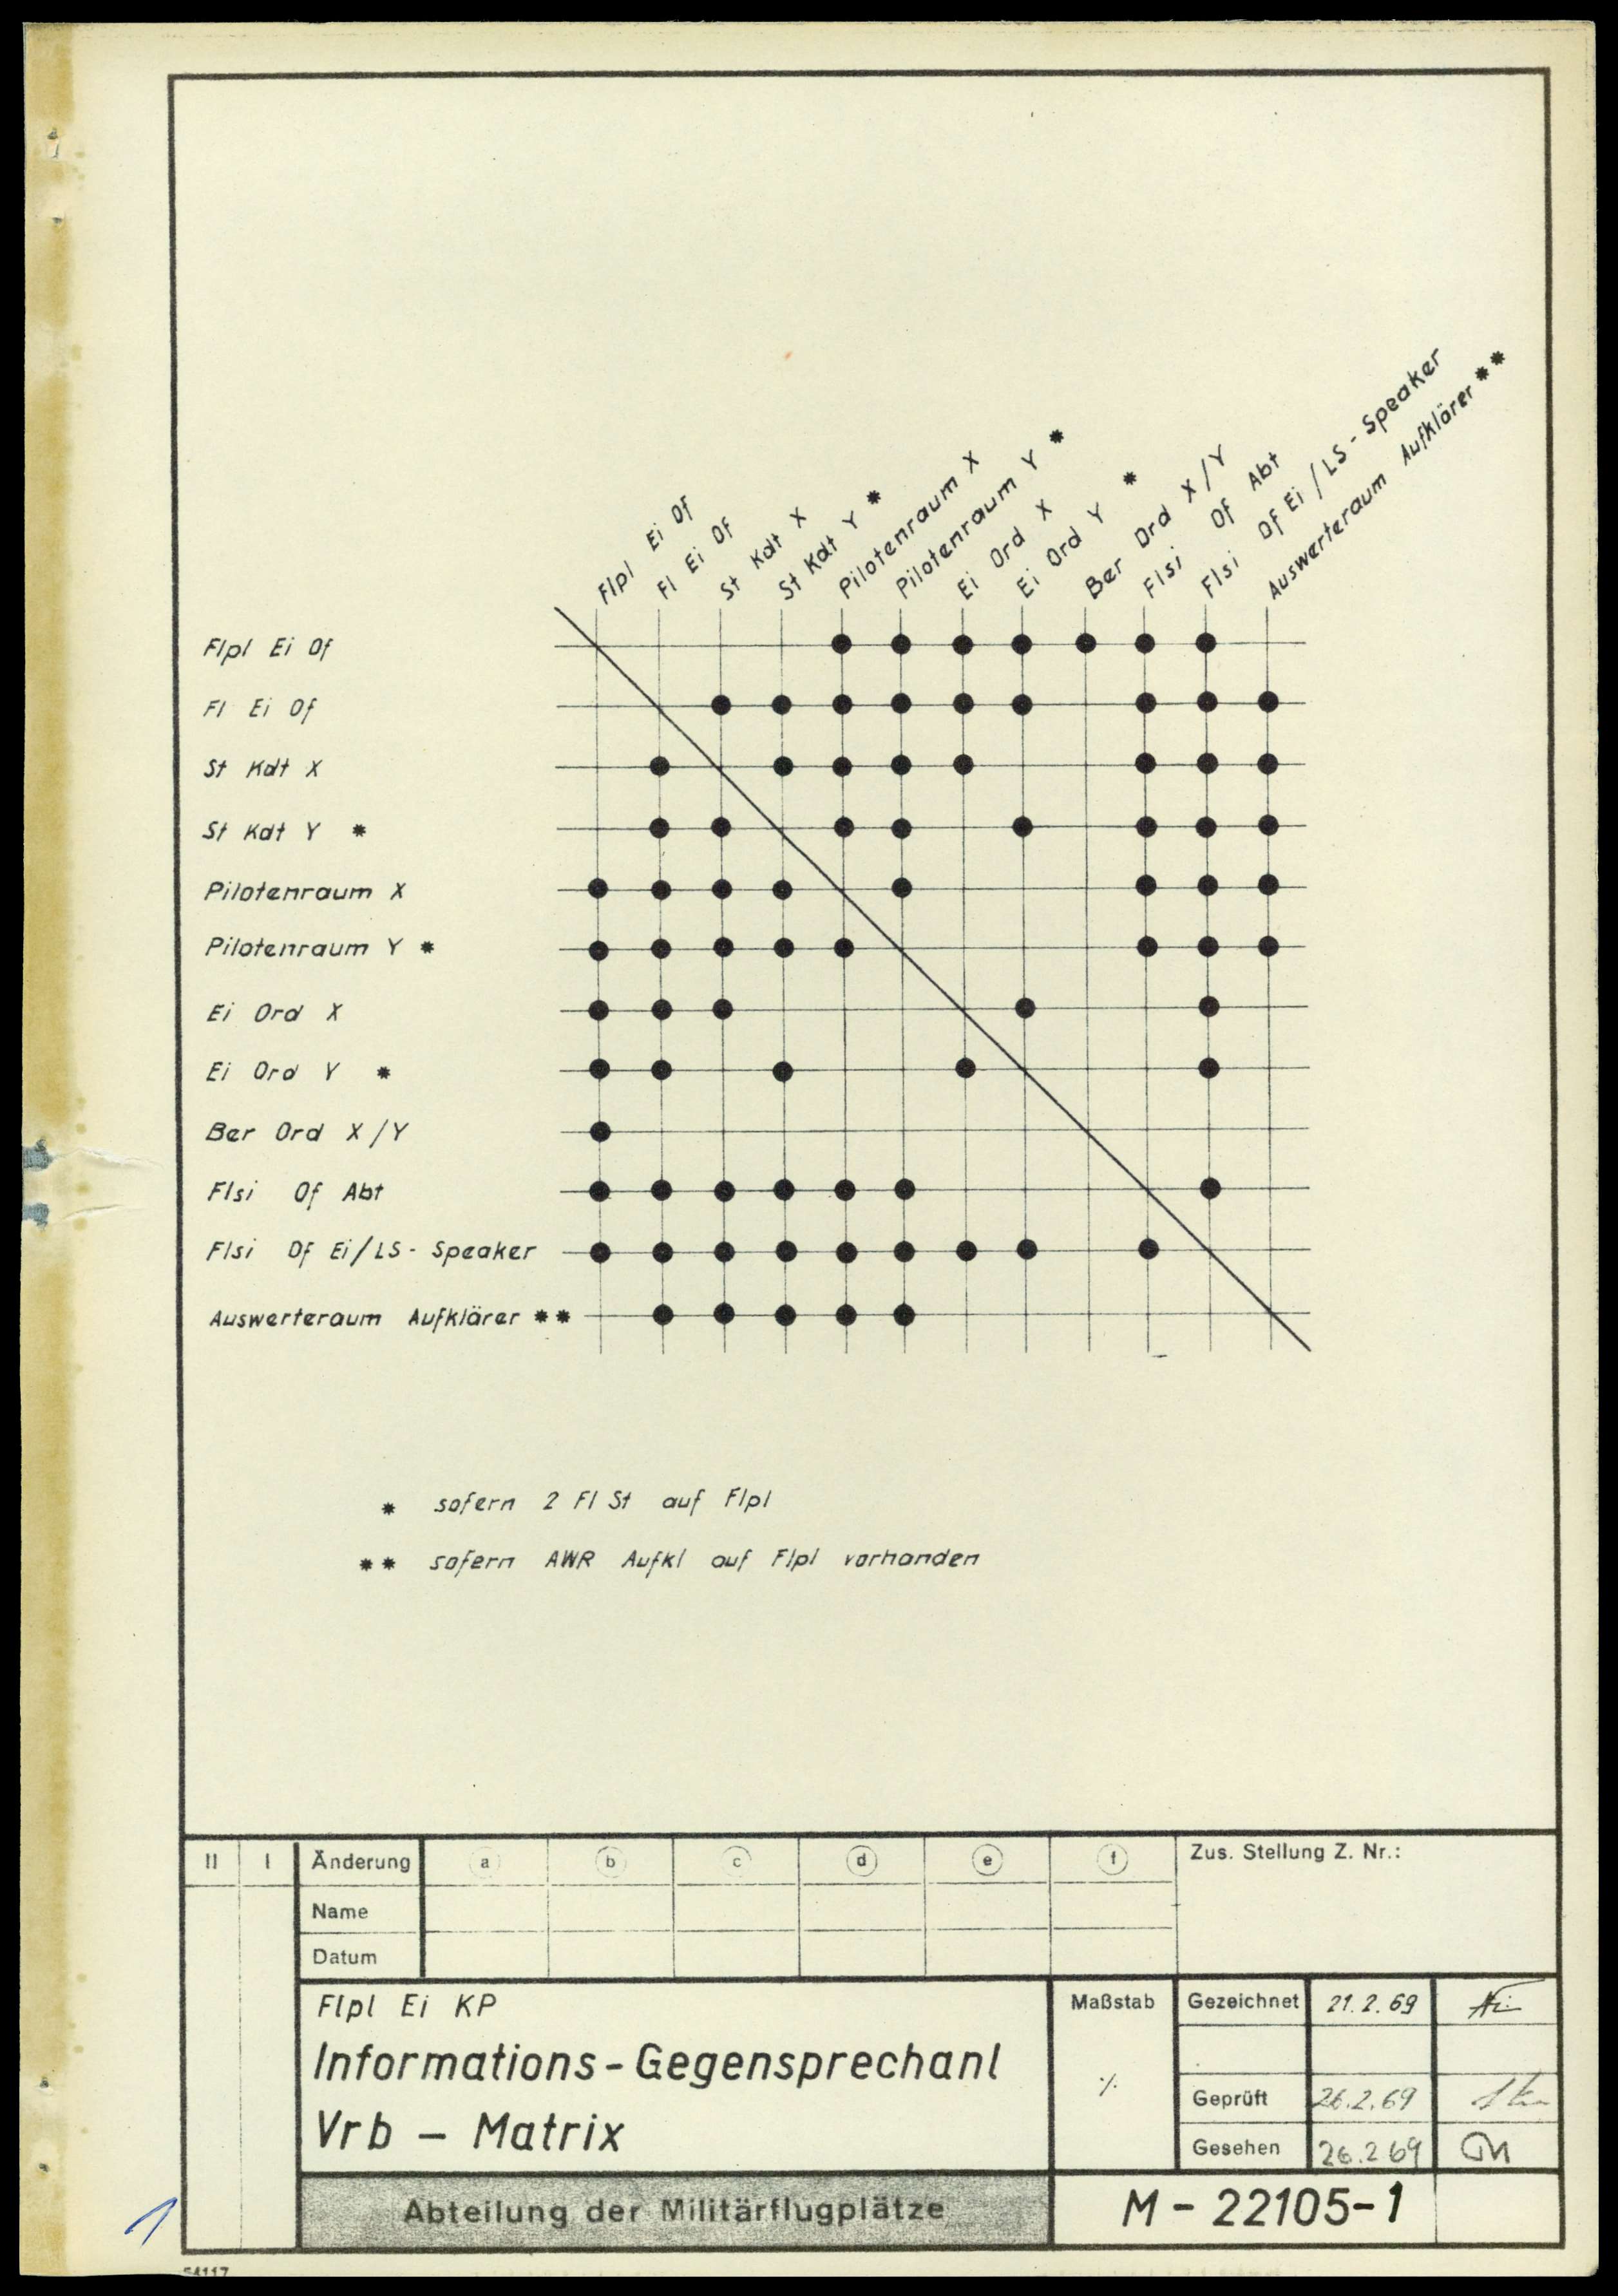 Flpl Ei Of
Fl Ei Of
St Kdt X
St Kdt Y *
Pilotenraum X
Pilotenraum Y *
Ei Ord X
Ei Ord Y *
Ber Ord X/Y
Flsi Of Abt
Flsi Of Ei/LS-Speaker
Auswerteraum Aufklärer **
Flpl Ei Of
Fl Ei Of
St Kdt X
St Kdt Y *
Pilotenraum X
Pilotenraum Y *
Ei Ord X
Ei Ord Y *
Ber Ord X/Y
Flsi Of Abt
Flsi Of Ei/LS-Speaker
Auswerteraum Aufklärer **
* sofern 2 Fl St auf Flpl
** sofern AWR Aufkl auf Flpl vorhanden
II I Änderung a b c d e f Zus. Stellung Z. Nr.:
Name
Datum
Flpl Ei KP
Informations-Gegensprechanl
Vrb – Matrix
Maßstab
⁒
Gezeichnet 21.2.69
Geprüft 26.2.69
Gesehen 26.2.69
Abteilung der Militärflugplätze
M-22105-1
1